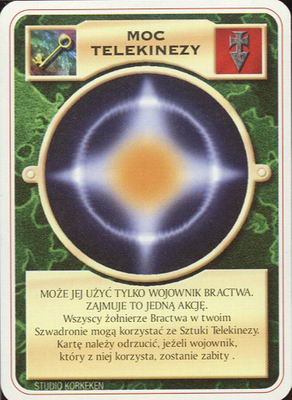 MOC
TELEKINEZY
MOŻE JEJ UŻYĆ TYLKO WOJOWNIK BRACTWA.
ZAJMUJE TO JEDNĄ AKCJĘ.
Wszyscy żołnierze Bractwa w twoim
Szwadronie mogą korzystać ze Sztuki Telekinezy.
Kartę należy odrzucić, jeżeli wojownik,
który z niej korzysta, zostanie zabity .
STUDIO KORKEKEN